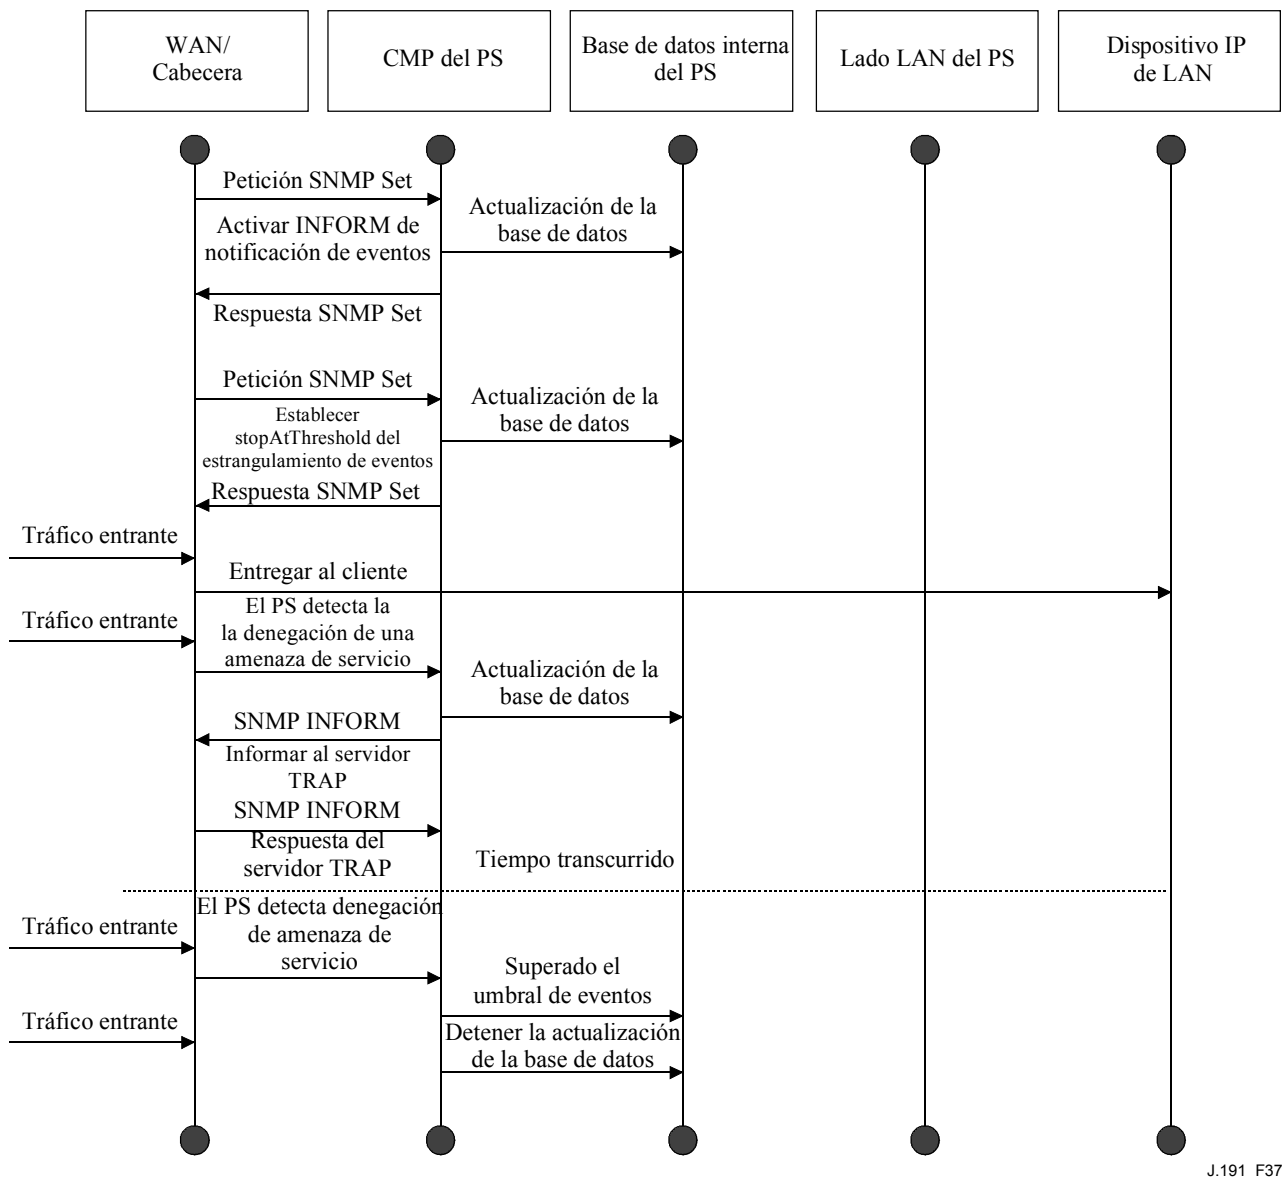 WAN/
Cabecera
CMP del PS
Base de datos interna
del PS
Lado LAN del PS
Dispositivo IP
de LAN
Petición SNMP Set
Actualización de la
base de datos
Activar INFORM de
notificación de eventos
Respuesta SNMP Set
Petición SNMP Set
Actualización de la
base de datos
Establecer
stopAtThreshold del
estrangulamiento de eventos
Respuesta SNMP Set
Tráfico entrante
Entregar al cliente
El PS detecta la
la denegación de una
amenaza de servicio
Tráfico entrante
Actualización de la
base de datos
SNMP INFORM
Informar al servidor
TRAP
SNMP INFORM
Respuesta del
servidor TRAP
Tiempo transcurrido
El PS detecta denegación
de amenaza de
servicio
Tráfico entrante
Superado el
umbral de eventos
Tráfico entrante
Detener la actualización
de la base de datos
J.191 F37